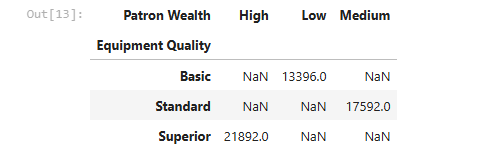 Out[13]:
Patron Wealth High Low Medium
Equipment Quality
Basic NaN 13396.0 NaN
Standard NaN NaN 17592.0
Superior 21892.0 NaN NaN